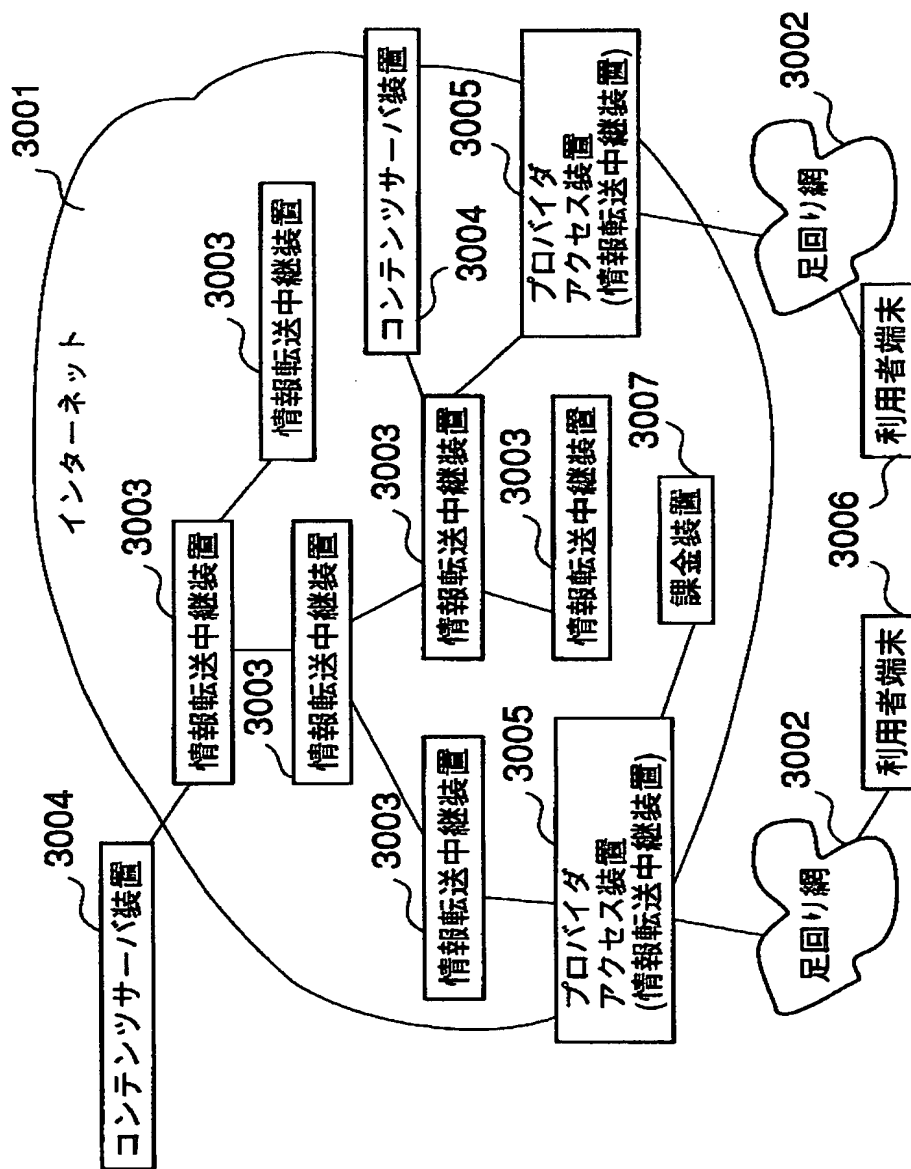 3001
インターネット
3004
コンテンツサーバ装置
3003
情報転送中継装置
3003
情報転送中継装置
3003
情報転送中継装置
コンテンツサーバ装置
3004
3003
情報転送中継装置
3003
情報転送中継装置
3003
情報転送中継装置
3005
プロバイダ
アクセス装置
(情報転送中継装置)
3005
プロバイダ
アクセス装置
(情報転送中継装置)
3007
課金装置
3002
足回り網
3002
足回り網
3006
利用者端末
利用者端末